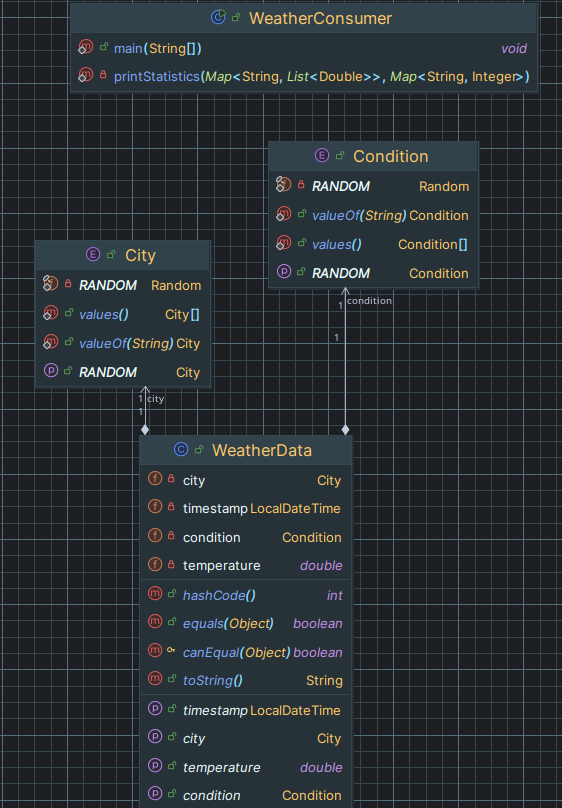 WeatherConsumer
main(String[]) void
printStatistics(Map<String, List<Double>>, Map<String, Integer>)
Condition
RANDOM Random
valueOf(String) Condition
values() Condition[]
RANDOM Condition
1 condition
1
City
RANDOM Random
values() City[]
valueOf(String) City
RANDOM City
1 city
1
WeatherData
city City
timestamp LocalDateTime
condition Condition
temperature double
hashCode() int
equals(Object) boolean
canEqual(Object) boolean
toString() String
timestamp LocalDateTime
city City
temperature double
condition Condition